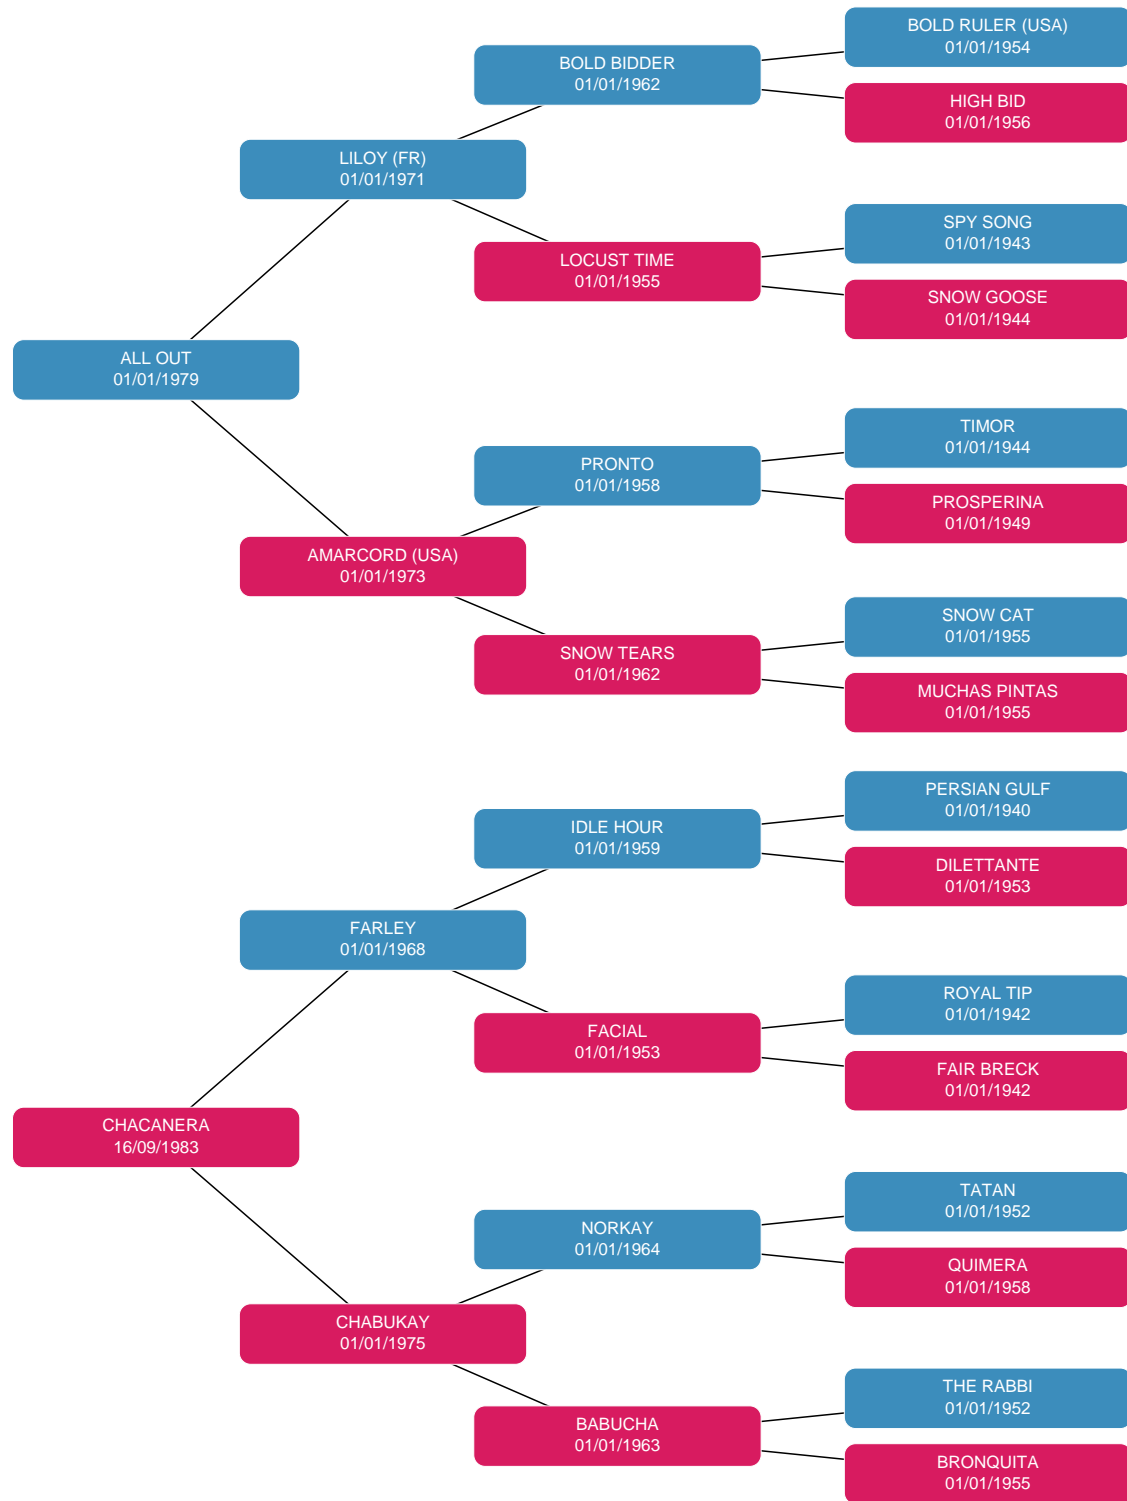 BOLD RULER (USA)
01/01/1954
BOLD BIDDER
01/01/1962
HIGH BID
01/01/1956
LILOY (FR)
01/01/1971
SPY SONG
01/01/1943
LOCUST TIME
01/01/1955
SNOW GOOSE
01/01/1944
ALL OUT
01/01/1979
TIMOR
01/01/1944
PRONTO
01/01/1958
PROSPERINA
01/01/1949
AMARCORD (USA)
01/01/1973
SNOW CAT
01/01/1955
SNOW TEARS
01/01/1962
MUCHAS PINTAS
01/01/1955
PERSIAN GULF
01/01/1940
IDLE HOUR
01/01/1959
DILETTANTE
01/01/1953
FARLEY
01/01/1968
ROYAL TIP
01/01/1942
FACIAL
01/01/1953
FAIR BRECK
01/01/1942
CHACANERA
16/09/1983
TATAN
01/01/1952
NORKAY
01/01/1964
QUIMERA
01/01/1958
CHABUKAY
01/01/1975
THE RABBI
01/01/1952
BABUCHA
01/01/1963
BRONQUITA
01/01/1955